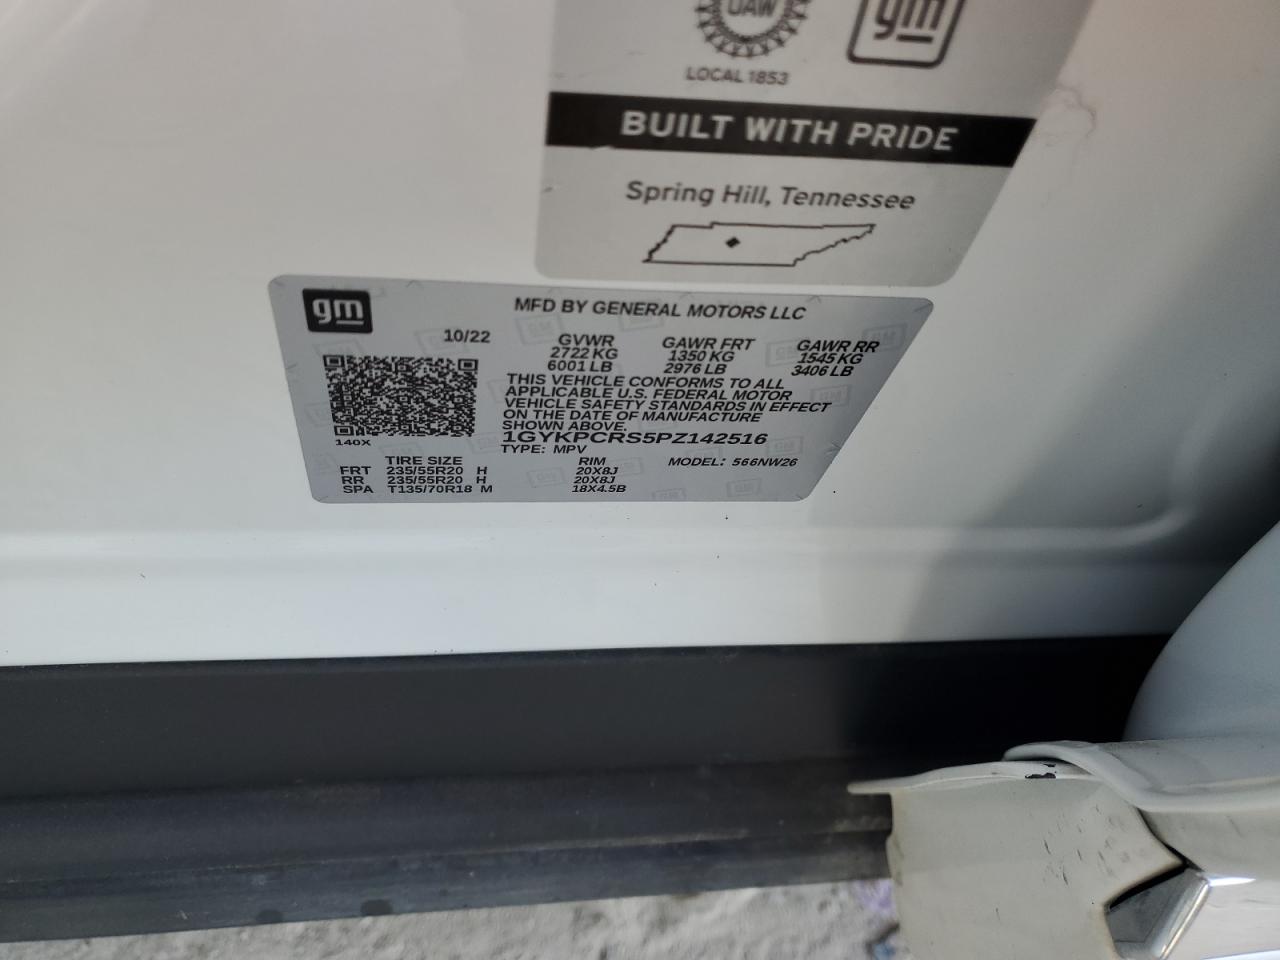 UAW
gm
LOCAL 1853
BUILT WITH PRIDE
Spring Hill, Tennessee
gm
MFD BY GENERAL MOTORS LLC
10/22
GVWR GAWR FRT GAWR RR
2722 KG 1350 KG 1545 KG
6001 LB 2976 LB 3406 LB
THIS VEHICLE CONFORMS TO ALL
APPLICABLE U.S. FEDERAL MOTOR
VEHICLE SAFETY STANDARDS IN EFFECT
ON THE DATE OF MANUFACTURE
SHOWN ABOVE.
140X
1GYKPCRS5PZ142516
TYPE: MPV MODEL: 566NW26
TIRE SIZE RIM
FRT 235/55R20 H 20X8J
RR 235/55R20 H 20X8J
SPA T135/70R18 M 18X4.5B